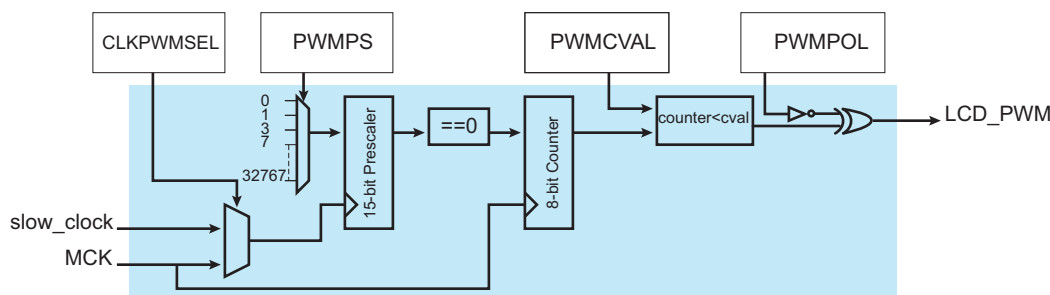 CLKPWMSEL
PWMPS
PWMCVAL
PWMPOL
0
1
3
7
32767
15-bit Prescaler
==0
8-bit Counter
counter<cval
LCD_PWM
slow_clock
MCK